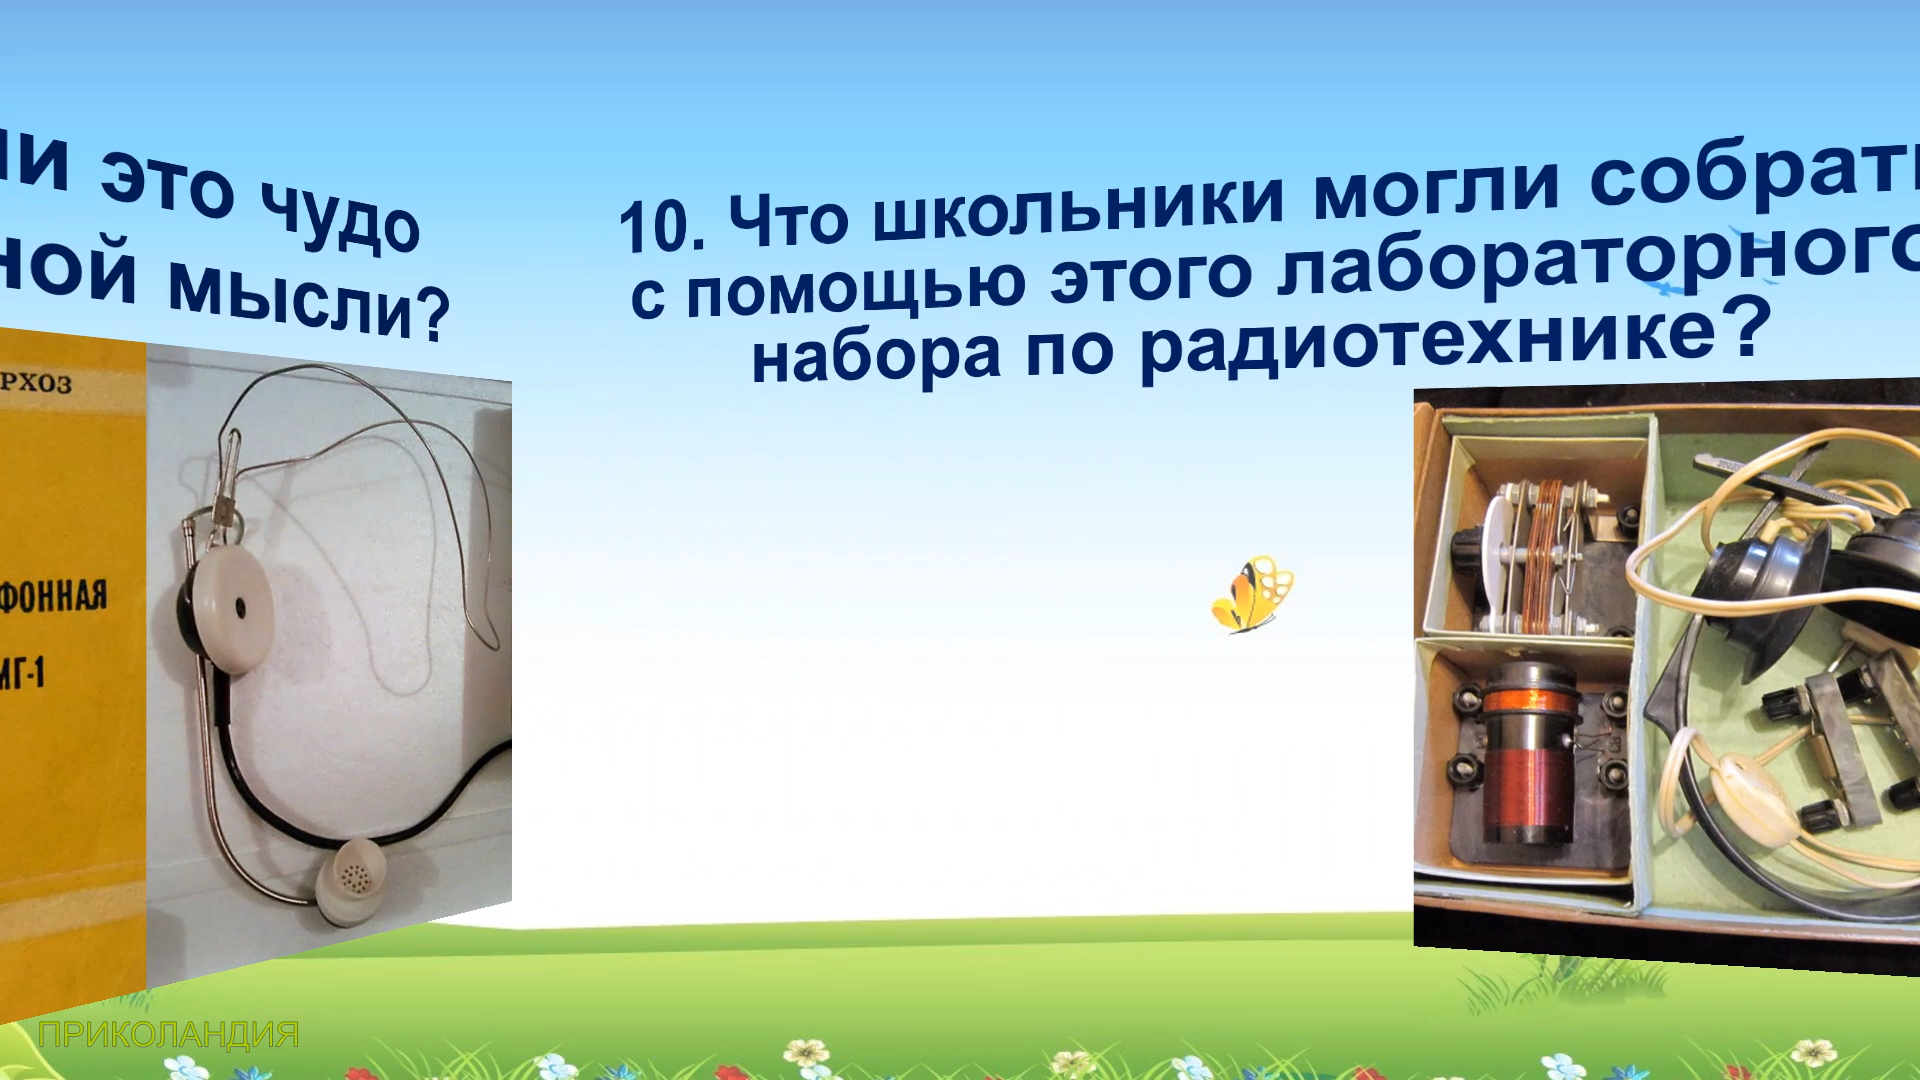 ли это чудо
ной мысли?
РХОЗ
ФОННАЯ
МГ-1
10. Что школьники могли собрать
с помощью этого лабораторного
набора по радиотехнике?
ПРИКОЛАНДИЯ